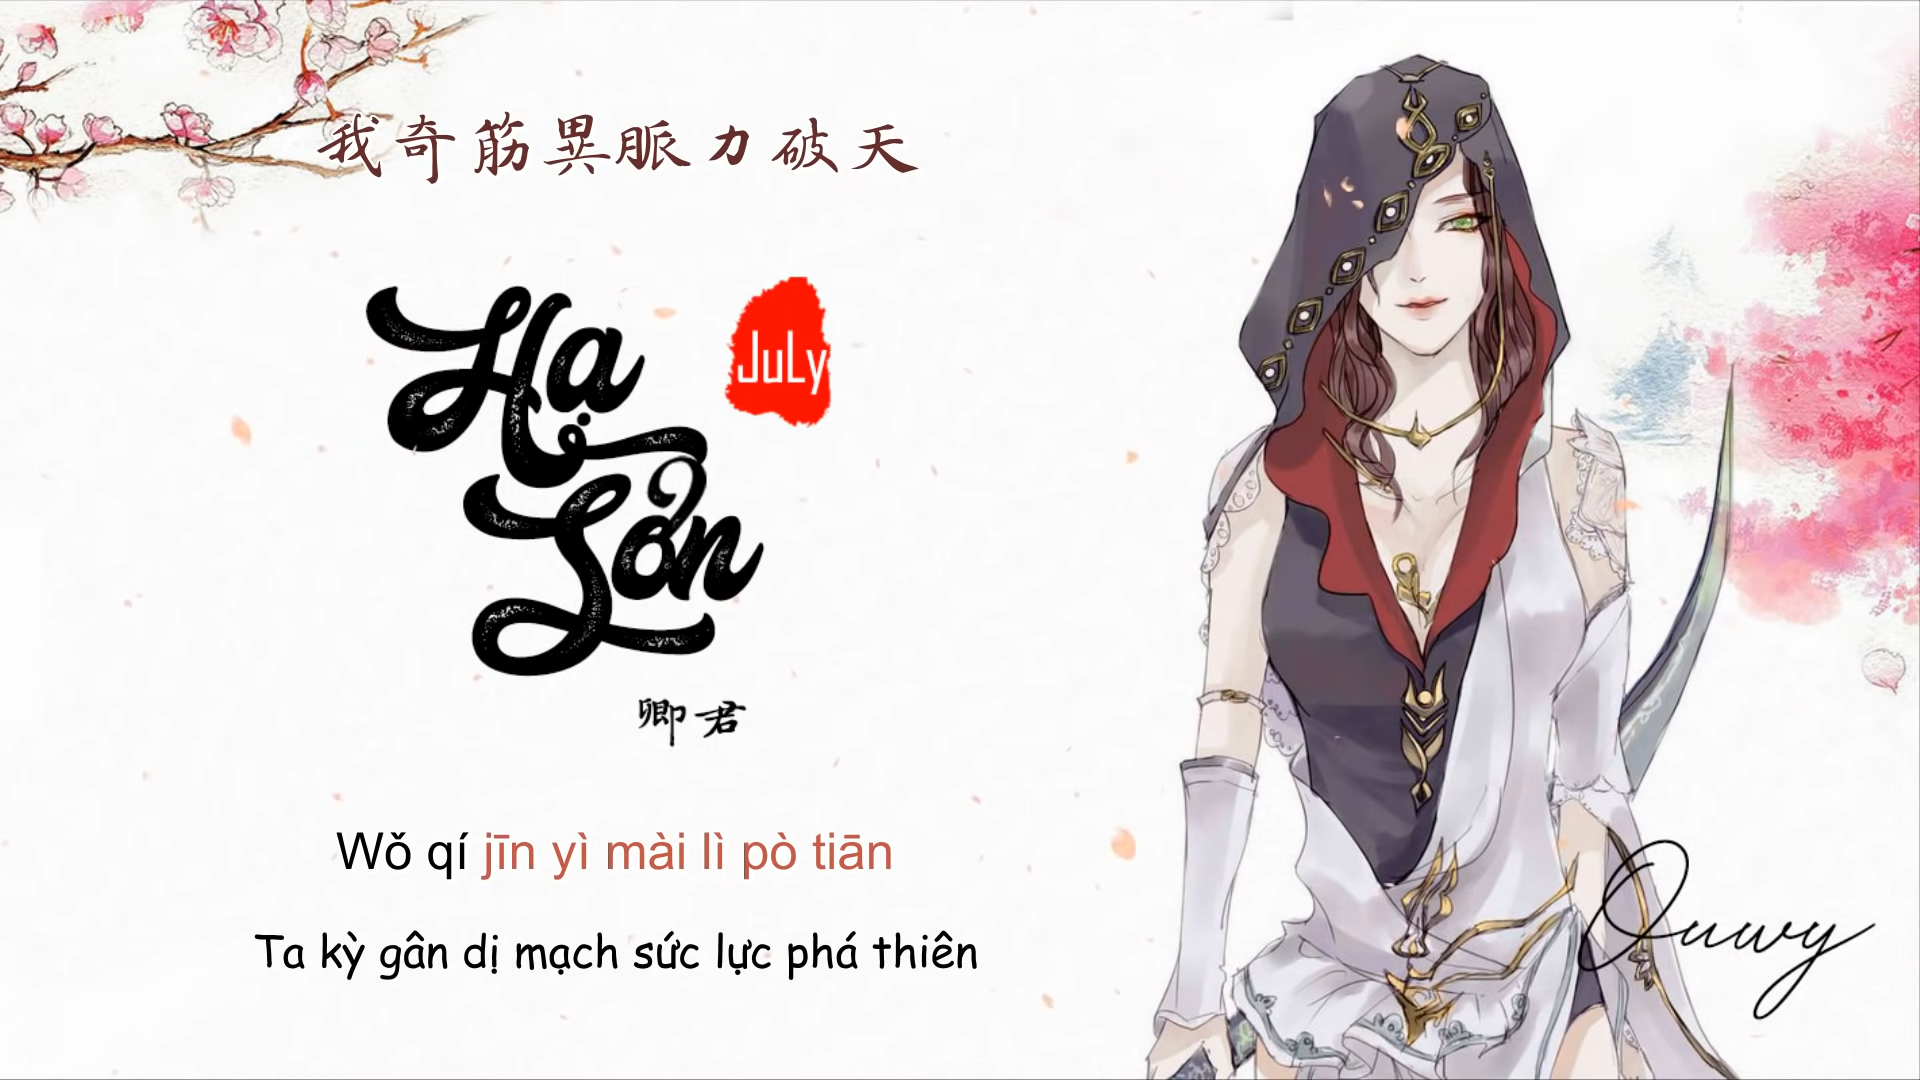 我奇筋異脈力破天
Hạ
JuLy
Sơn
卿君
Wǒ qí jīn yì mài lì pò tiān
Ta kỳ gân dị mạch sức lực phá thiên
Quwy